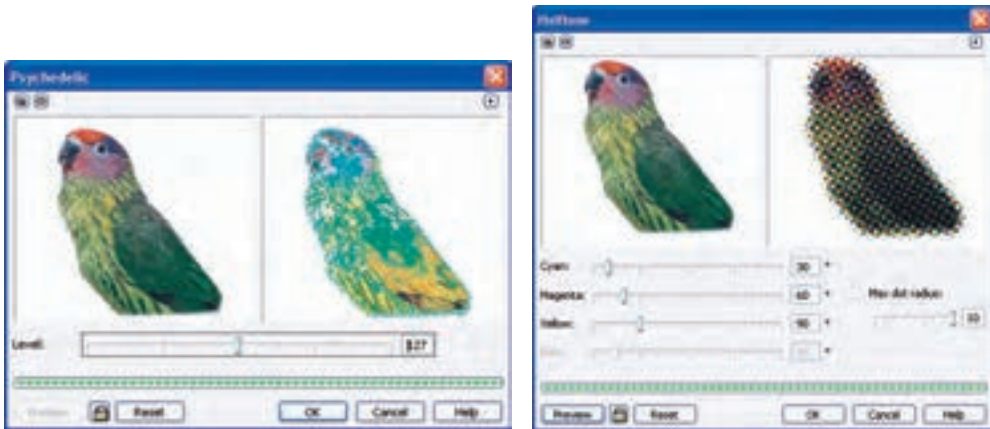 Psychedelic
Level: 127
Preview Reset OK Cancel Help
Halftone
Cyan: 30 °
Magenta: 60 °
Yellow: 90 °
Max dot radius: 10
Preview Reset OK Cancel Help